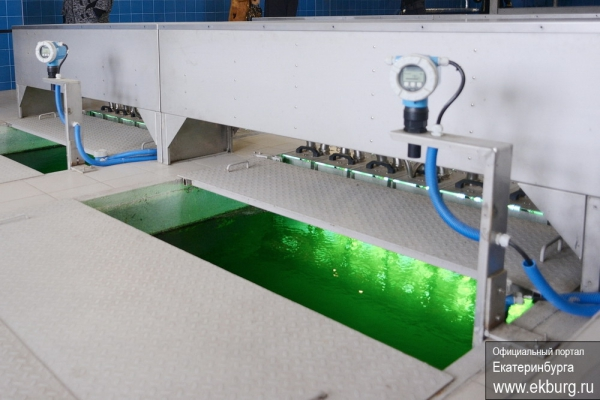 Официальный портал
Екатеринбурга
www.ekburg.ru